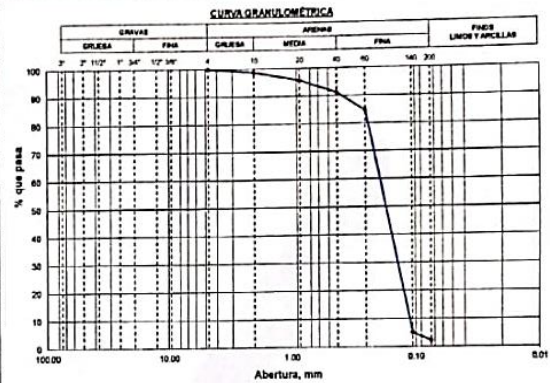 CURVA GRANULOMÉTRICA
GRAVAS ARENAS FINOS
LIMOS Y ARCILLAS
GRUESA FINA GRUESA MEDIA FINA
3" 2" 11/2" 1" 3/4" 1/2" 3/8" 4 10 20 40 60 140 200
% que pasa
100
90
80
70
60
50
40
30
20
10
0
100.00 10.00 1.00 0.10 0.01
Abertura, mm